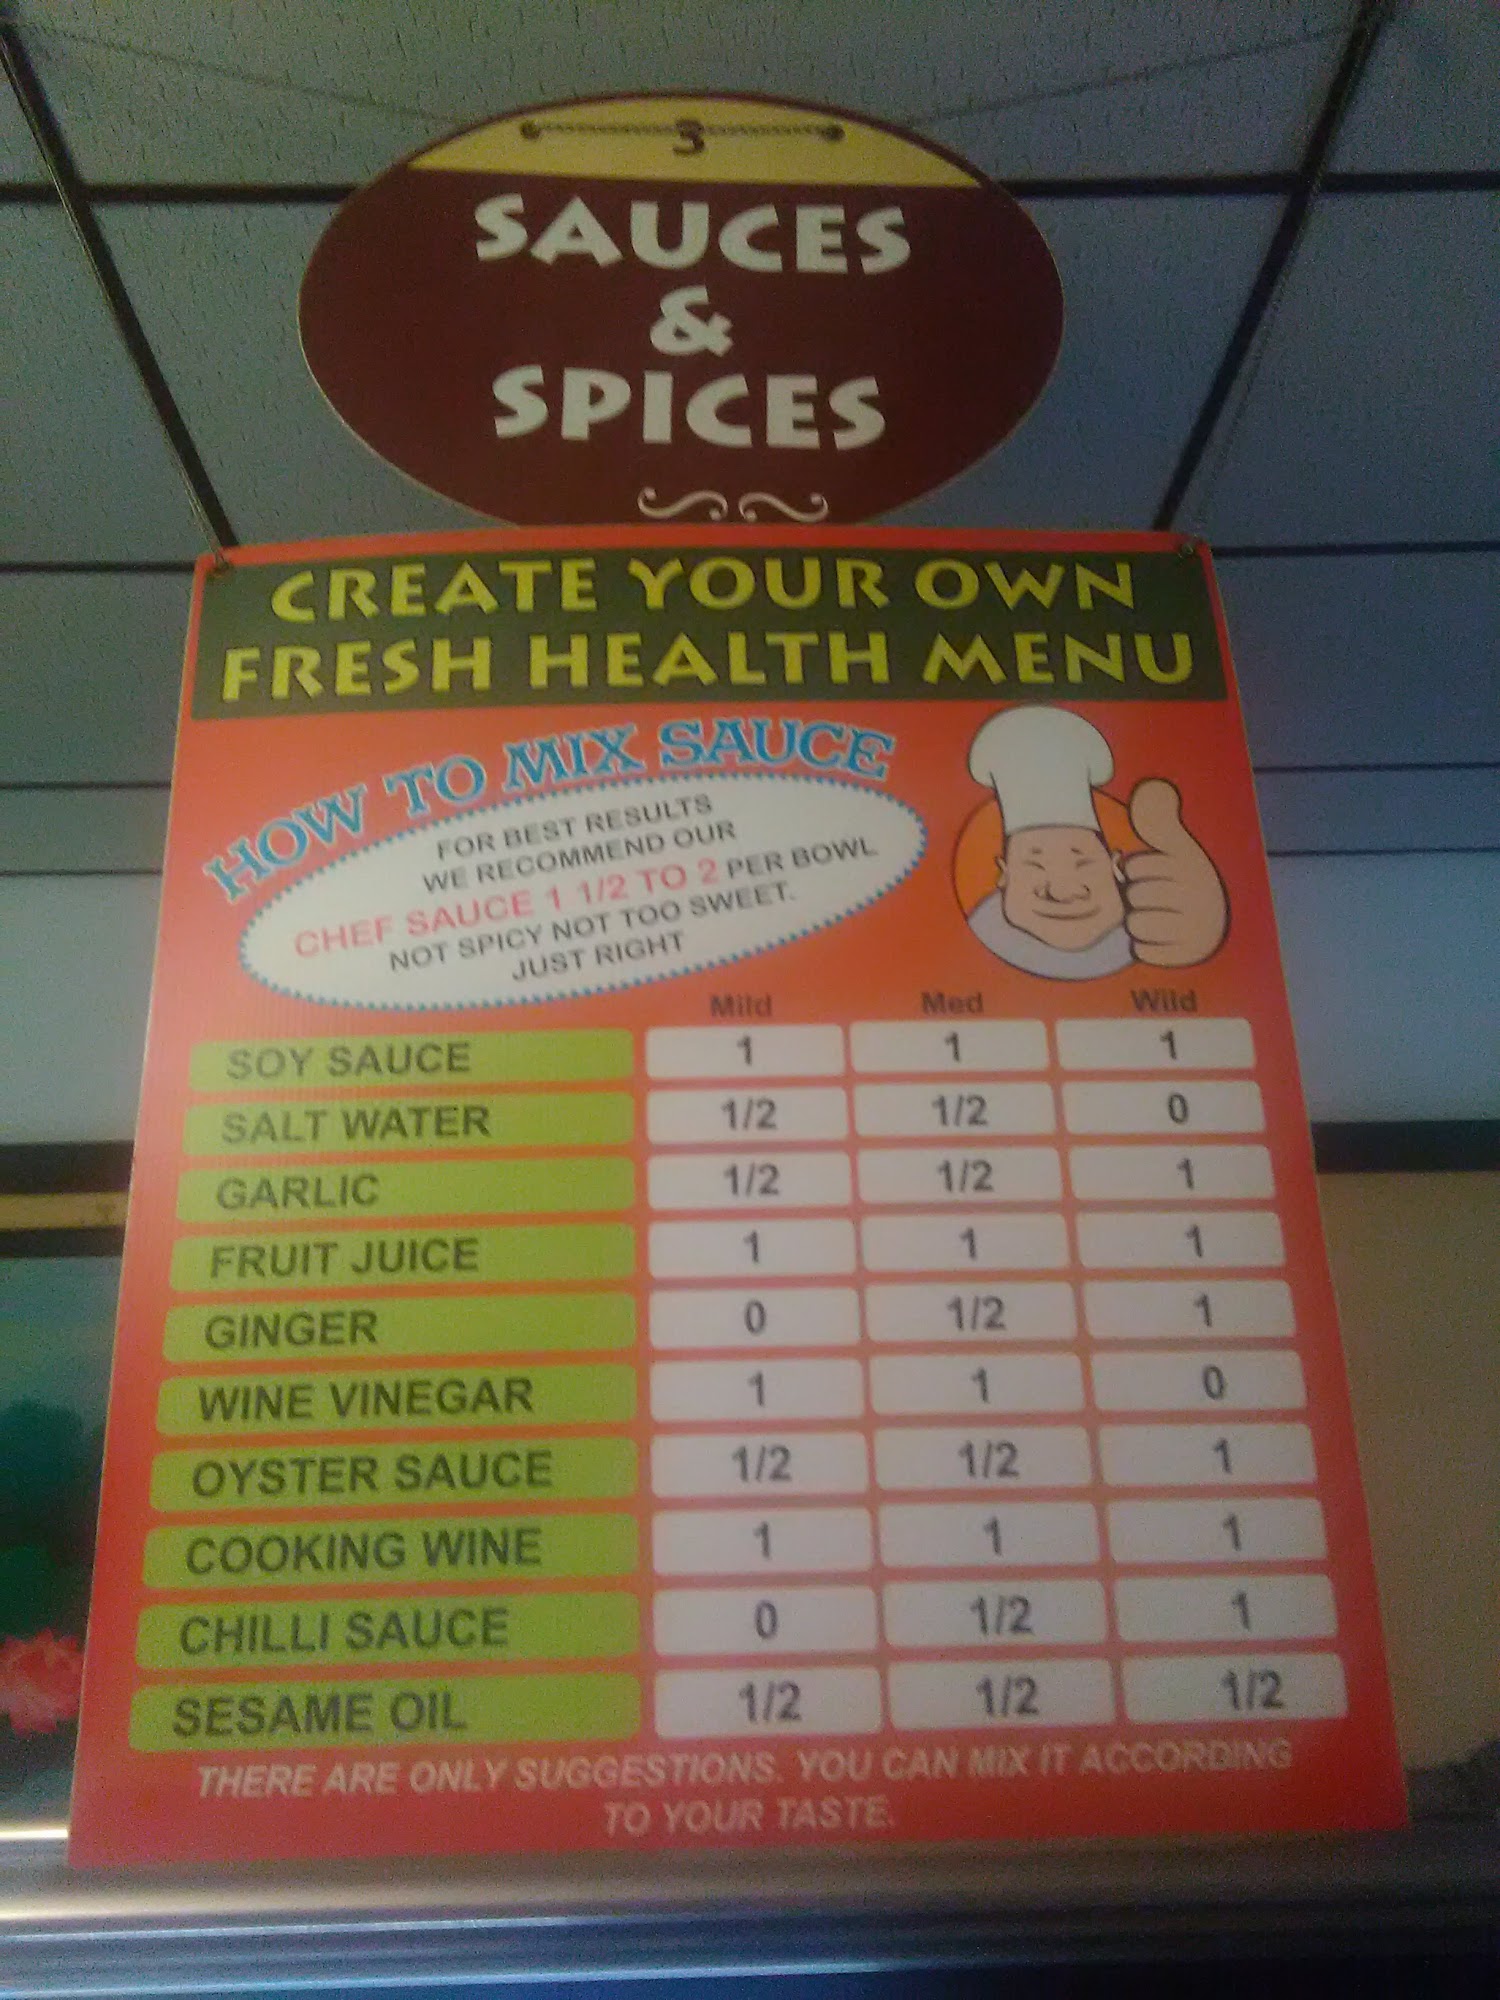 3
SAUCES
&
SPICES
CREATE YOUR OWN
FRESH HEALTH MENU
HOW TO MIX SAUCE
FOR BEST RESULTS
WE RECOMMEND OUR
CHEF SAUCE 1 1/2 TO 2 PER BOWL
NOT SPICY NOT TOO SWEET.
JUST RIGHT
Mild Med Wild
SOY SAUCE 1 1 1
SALT WATER 1/2 1/2 0
GARLIC 1/2 1/2 1
FRUIT JUICE 1 1 1
GINGER 0 1/2 1
WINE VINEGAR 1 1 0
OYSTER SAUCE 1/2 1/2 1
COOKING WINE 1 1 1
CHILLI SAUCE 0 1/2 1
SESAME OIL 1/2 1/2 1/2
THERE ARE ONLY SUGGESTIONS. YOU CAN MIX IT ACCORDING
TO YOUR TASTE.